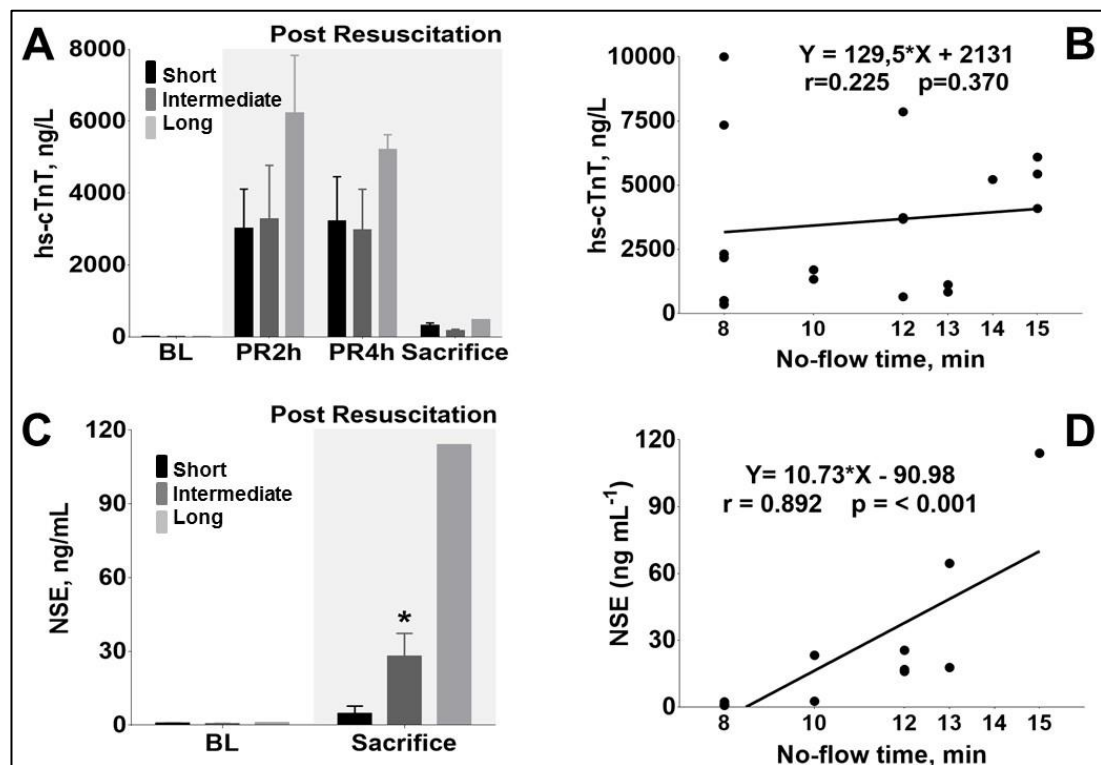 A
Post Resuscitation
8000
6000
4000
2000
0
hs-cTnT, ng/L
Short
Intermediate
Long
BL
PR2h
PR4h
Sacrifice
B
Y = 129,5*X + 2131
r=0.225 p=0.370
10000
7500
5000
2500
0
hs-cTnT, ng/L
8
10
12
13
14
15
No-flow time, min
C
Post Resuscitation
120
90
60
30
0
NSE, ng/mL
Short
Intermediate
Long
*
BL
Sacrifice
D
Y= 10.73*X - 90.98
r = 0.892 p = < 0.001
120
90
60
30
0
NSE (ng mL⁻¹)
8
10
12
13
14
15
No-flow time, min